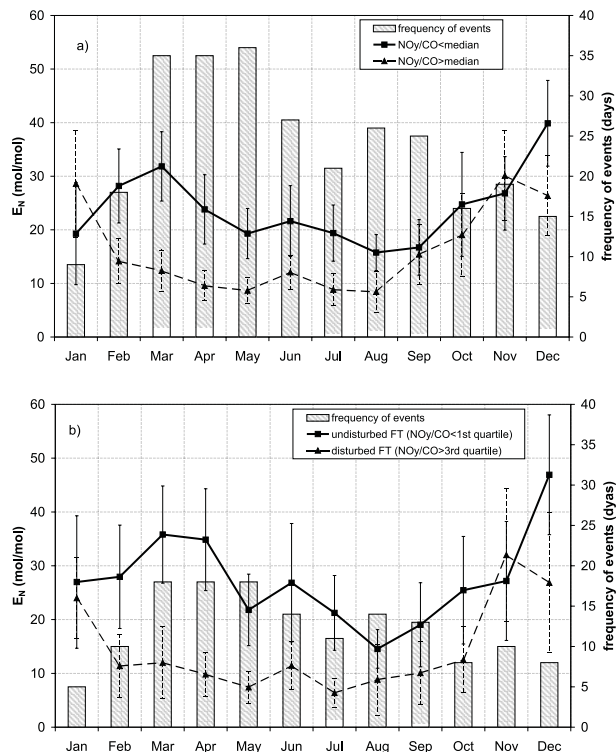 a)
frequency of events
NOy/CO<median
NOy/CO>median
E_N (mol/mol)
frequency of events (days)
60
50
40
30
20
10
0
40
35
30
25
20
15
10
5
0
Jan Feb Mar Apr May Jun Jul Aug Sep Oct Nov Dec
b)
frequency of events
undisturbed FT (NOy/CO<1st quartile)
disturbed FT (NOy/CO>3rd quartile)
E_N (mol/mol)
frequency of events (dyas)
60
50
40
30
20
10
0
40
35
30
25
20
15
10
5
0
Jan Feb Mar Apr May Jun Jul Aug Sep Oct Nov Dec